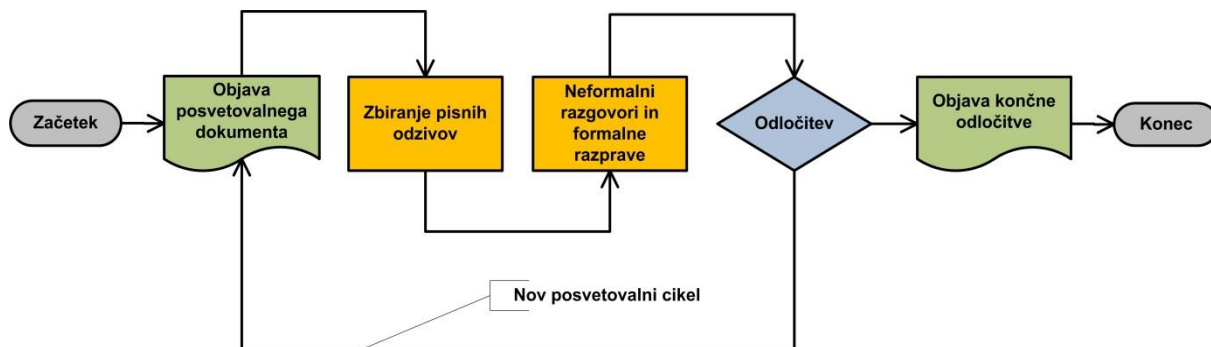 Začetek
Objava
posvetovalnega
dokumenta
Zbiranje pisnih
odzivov
Neformalni
razgovori in
formalne
razprave
Odločitev
Objava končne
odločitve
Konec
Nov posvetovalni cikel